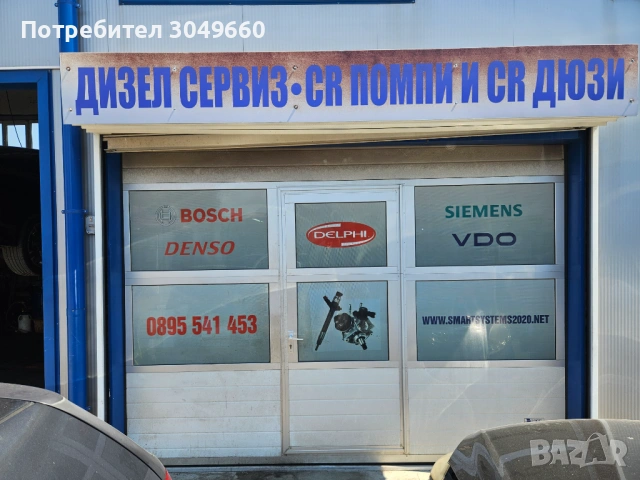 Потребител 3049660
ДИЗЕЛ СЕРВИЗ • CR ПОМПИ И CR ДЮЗИ
BOSCH
DENSO
DELPHI
SIEMENS
VDO
0895 541 453
WWW.SMARTSYSTEMS2020.NET
BAZAR